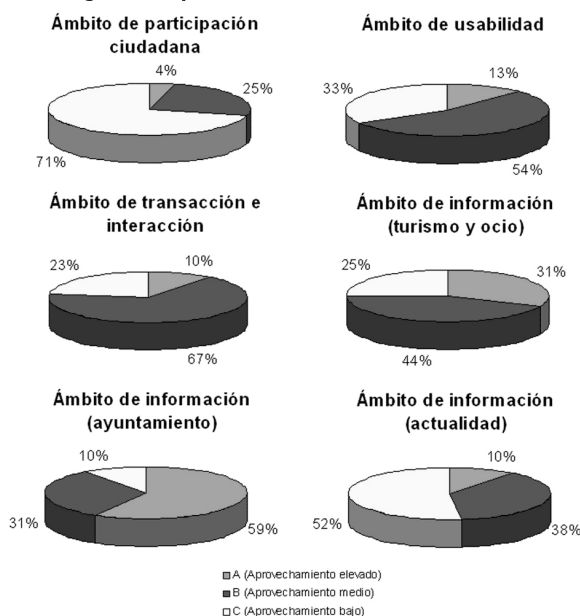 Ámbito de participación
ciudadana
4%
25%
71%
Ámbito de usabilidad
33%
13%
54%
Ámbito de transacción e
interacción
23%
10%
67%
Ámbito de información
(turismo y ocio)
25%
31%
44%
Ámbito de información
(ayuntamiento)
10%
31%
59%
Ámbito de información
(actualidad)
10%
52%
38%
A (Aprovechamiento elevado)
B (Aprovechamiento medio)
C (Aprovechamiento bajo)